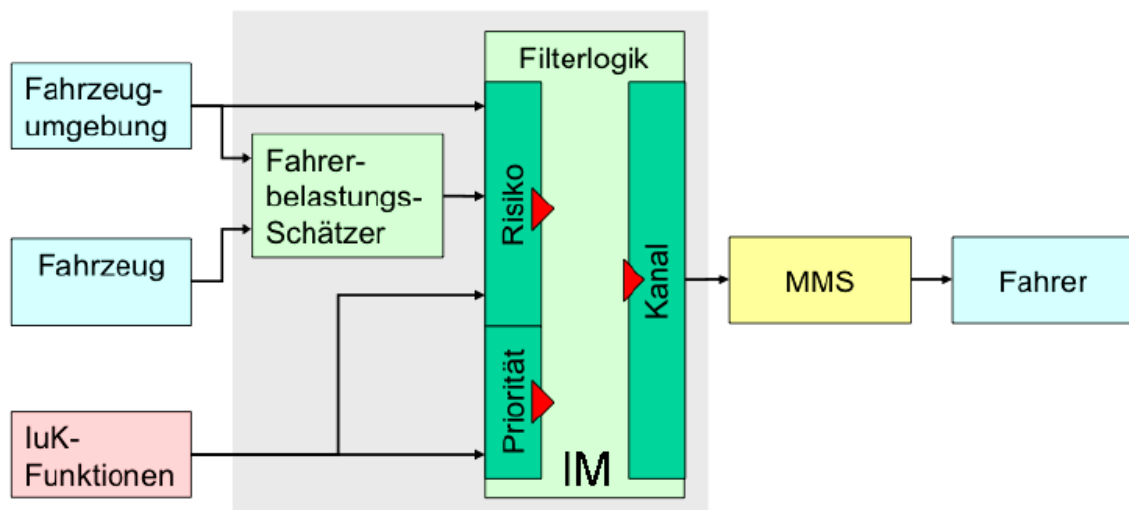 Filterlogik
Fahrzeug-
umgebung
Fahrer-
belastungs-
Schätzer
Risiko
Kanal
Fahrzeug
MMS
Fahrer
Priorität
IuK-
Funktionen
IM